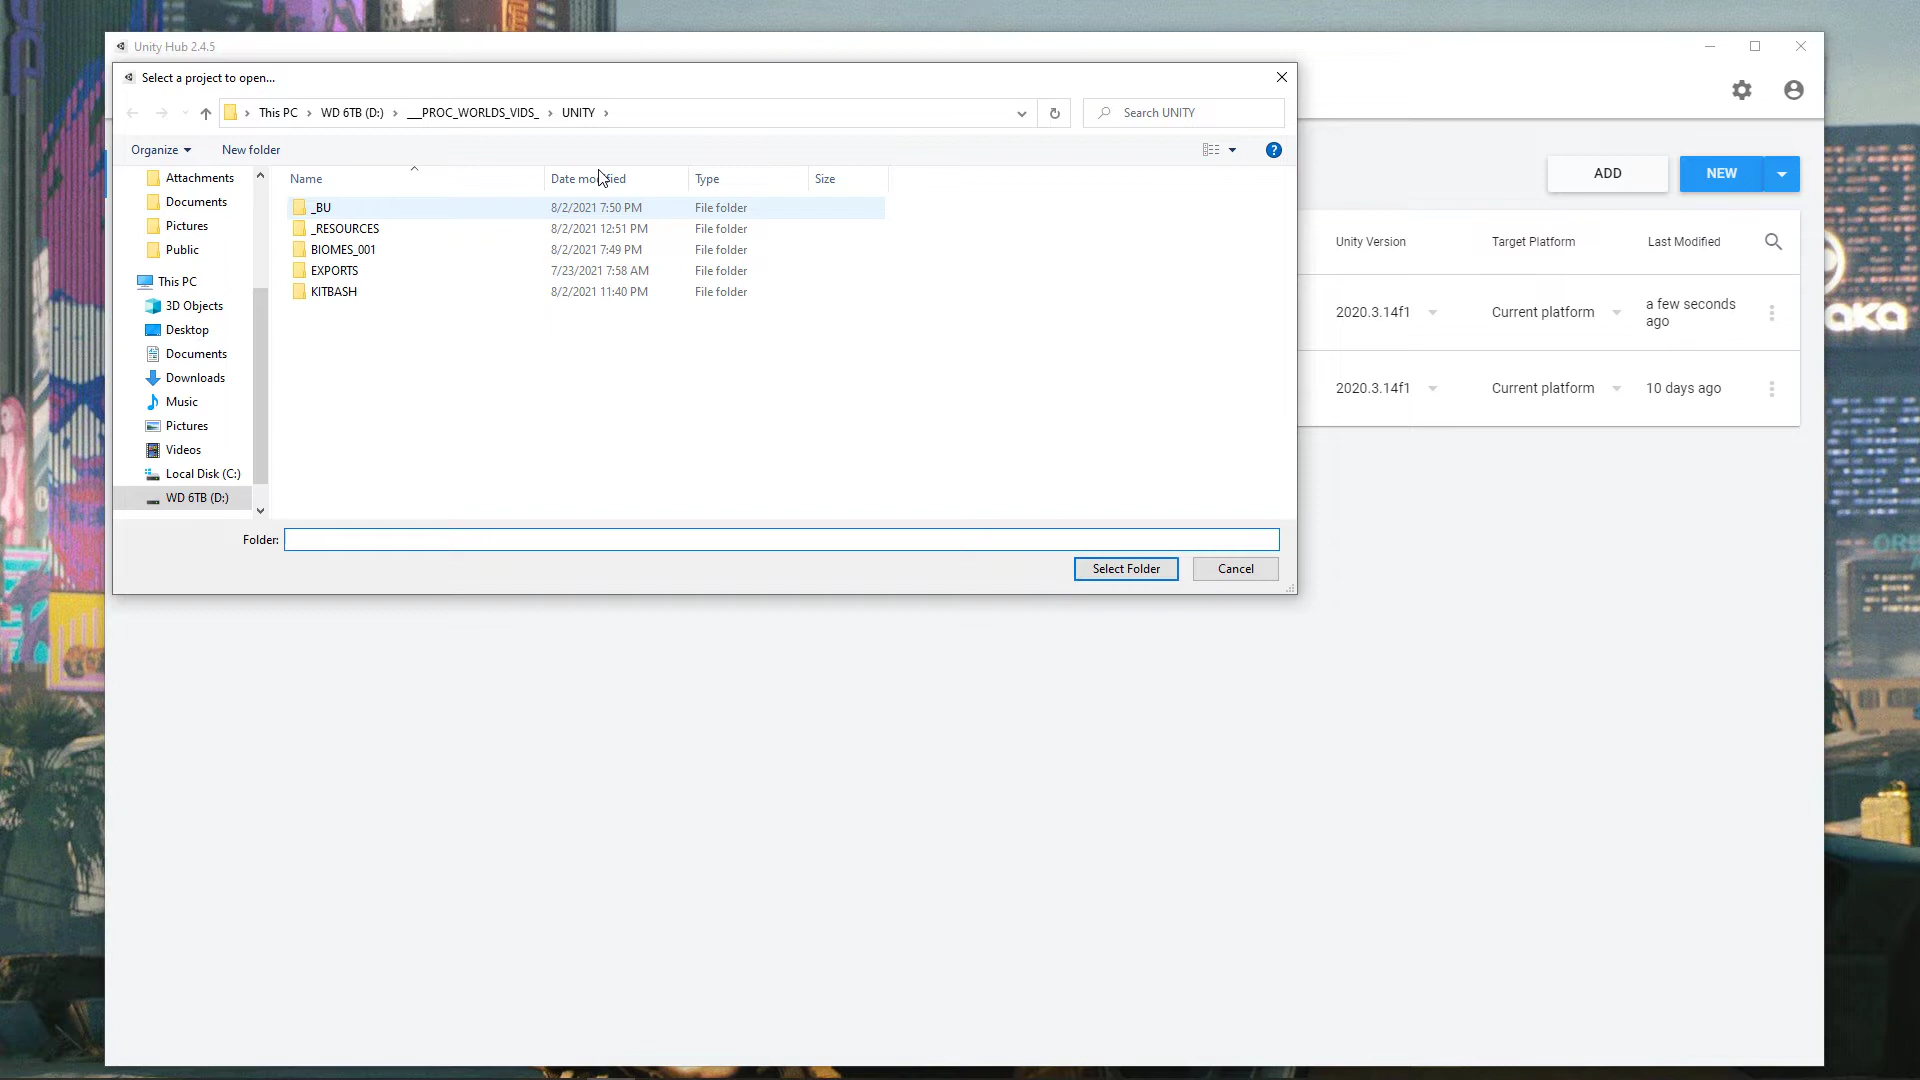 Unity Hub 2.4.5
Select a project to open...
This PC
WD 6TB (D:)
___PROC_WORLDS_VIDS_
UNITY
Search UNITY
Organize
New folder
?
Name
Date modified
Type
Size
_BU 8/2/2021 7:50 PM File folder
_RESOURCES 8/2/2021 12:51 PM File folder
BIOMES_001 8/2/2021 7:49 PM File folder
EXPORTS 7/23/2021 7:58 AM File folder
KITBASH 8/2/2021 11:40 PM File folder
Attachments
Documents
Pictures
Public
This PC
3D Objects
Desktop
Documents
Downloads
Music
Pictures
Videos
Local Disk (C:)
WD 6TB (D:)
Folder:
Select Folder
Cancel
ADD
NEW
Unity Version
Target Platform
Last Modified
2020.3.14f1
Current platform
a few seconds
ago
2020.3.14f1
Current platform
10 days ago
aka